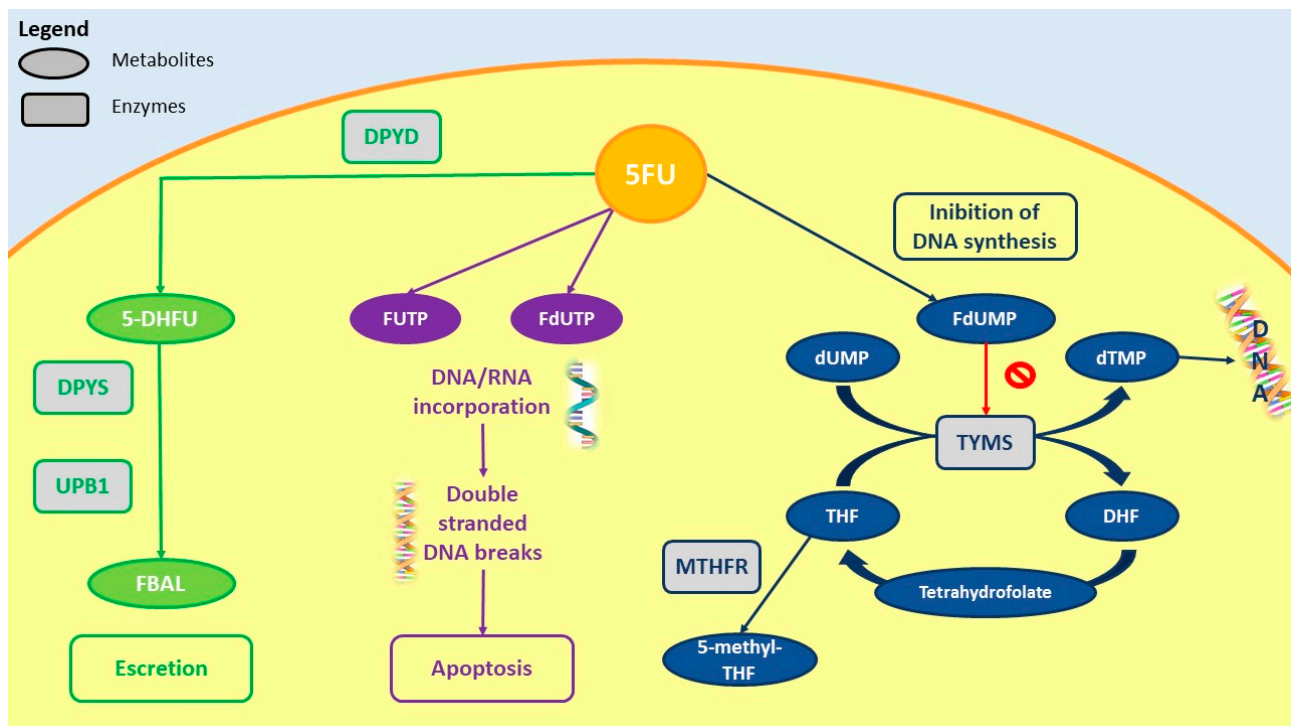 Legend
Metabolites
Enzymes
DPYD
5FU
Inibition of
DNA synthesis
5-DHFU
FUTP
FdUTP
FdUMP
dUMP
dTMP
D
N
A
DPYS
DNA/RNA
incorporation
TYMS
UPB1
Double
stranded
DNA breaks
THF
DHF
MTHFR
FBAL
Tetrahydrofolate
5-methyl-
THF
Escretion
Apoptosis